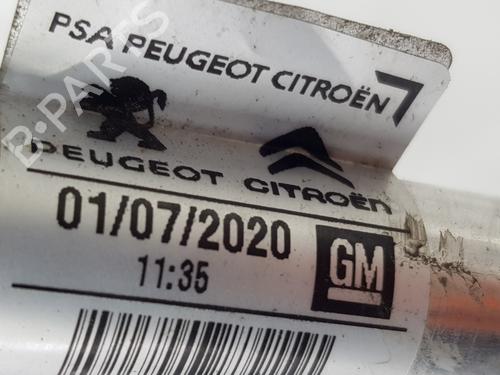 PSA PEUGEOT CITROËN
PEUGEOT CITROËN
01/07/2020
GM
11:35
B-PARTS